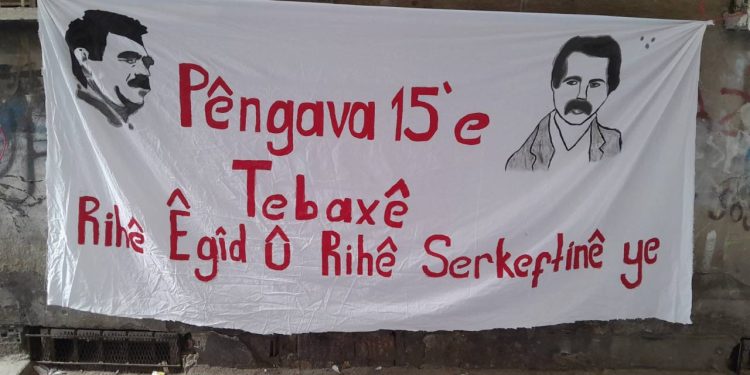 Pêngava 15'e
Tebaxê
Rihê Êgîd Û Rihê Serkeftinê ye